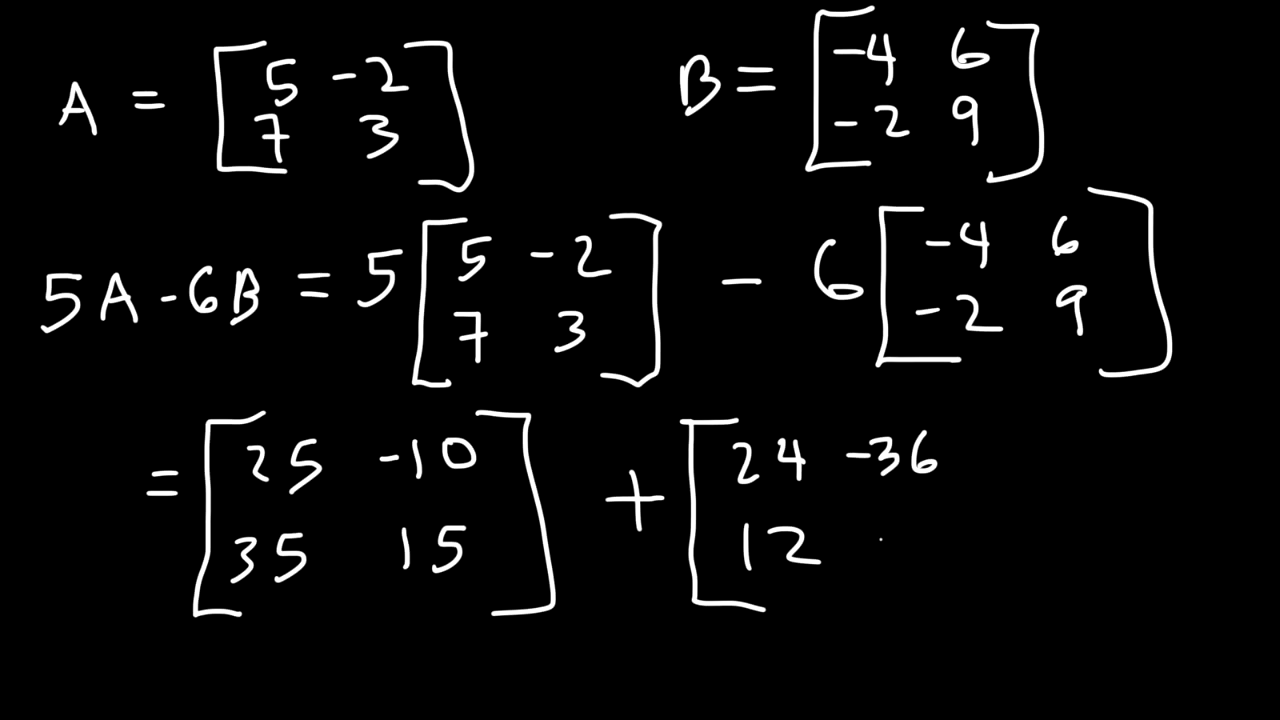 A = [5 -2    B = [-4 6
7 3]    -2 9]
5A - 6B = 5 [5 -2    - 6 [-4 6
7 3]    -2 9]
= [25 -10    + [24 -36
35 15]    12